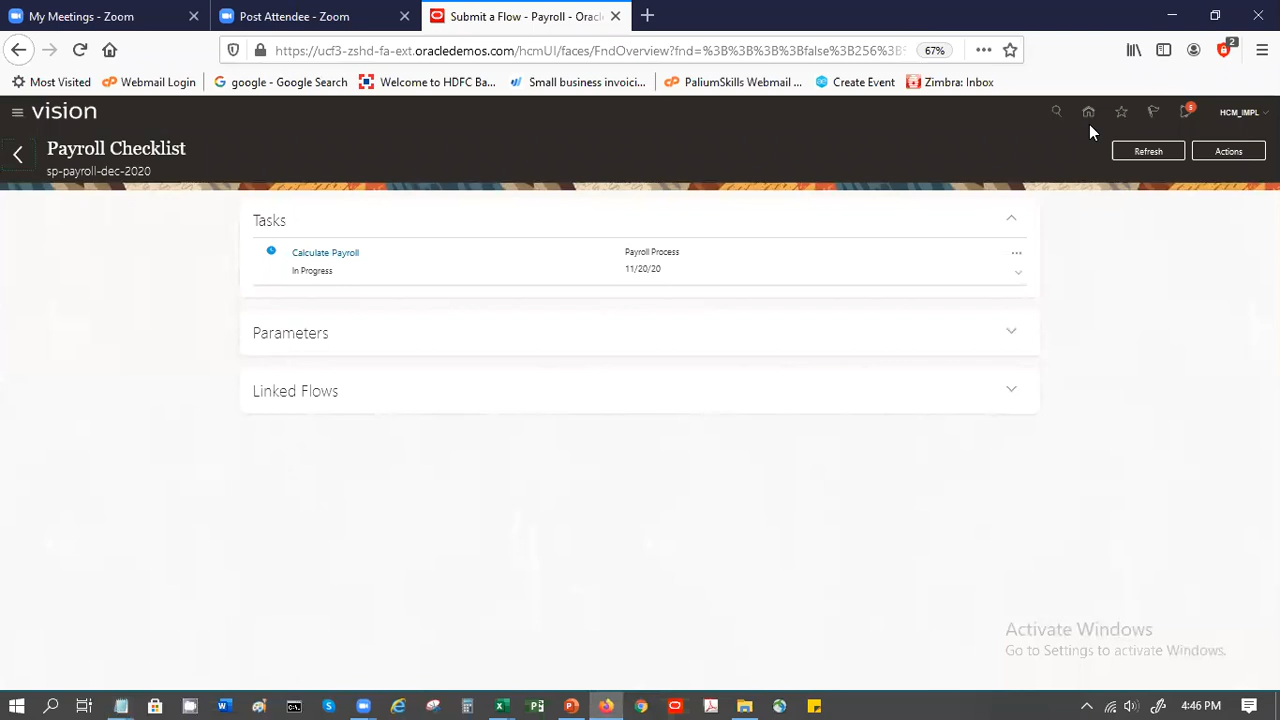 My Meetings - Zoom
Post Attendee - Zoom
Submit a Flow - Payroll - Orac
https://ucf3-zshd-fa-ext.oracledemos.com/hcmUI/faces/FndOverview?fnd=%3B%3B%3B%3Bfalse%3B256%3B
67%
2
Most Visited
Webmail Login
google - Google Search
Welcome to HDFC Ba...
Small business invoici...
PaliumSkills Webmail ...
Create Event
Zimbra: Inbox
vision
5
HCM_IMPL
Payroll Checklist
sp-payroll-dec-2020
Refresh
Actions
Tasks
Calculate Payroll
Payroll Process
In Progress
11/20/20
Parameters
Linked Flows
Activate Windows
Go to Settings to activate Windows.
4:46 PM